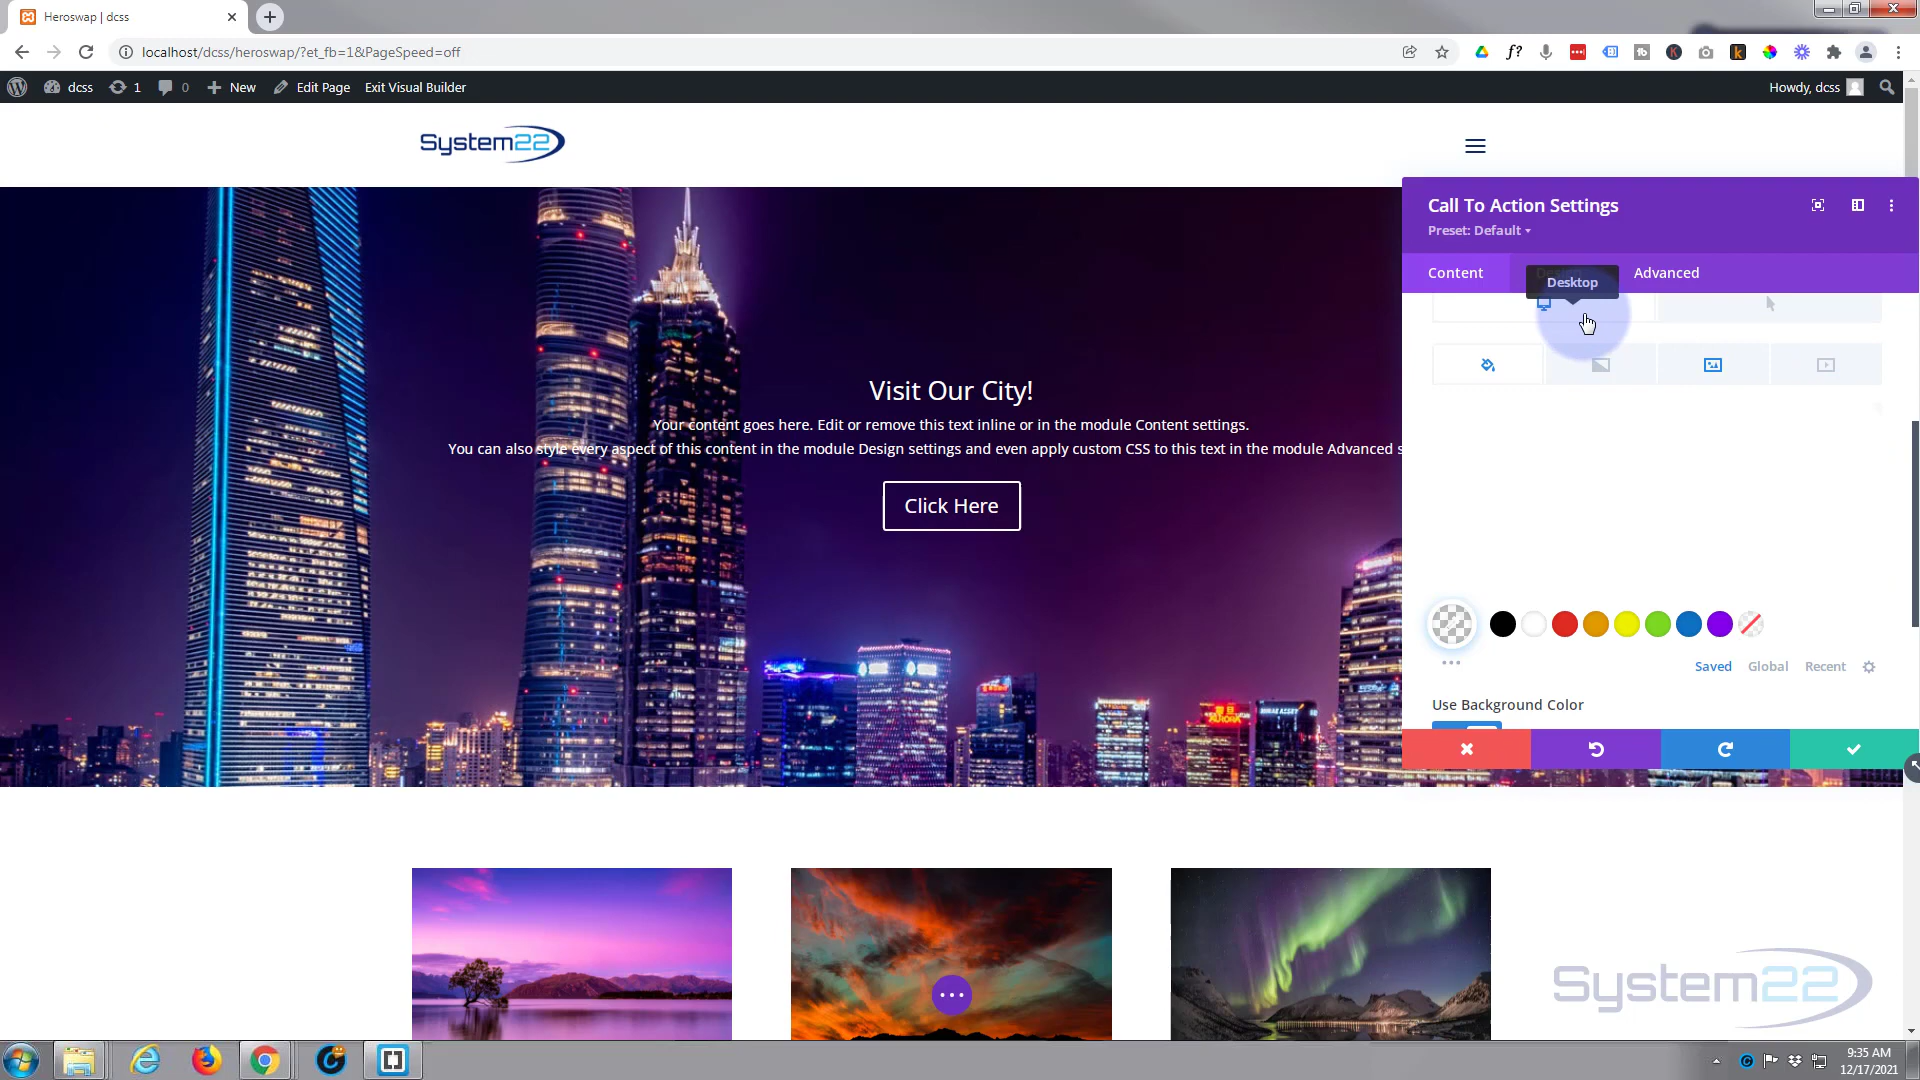 Heroswap | dcss
localhost/dcss/heroswap/?et_fb=1&PageSpeed=off
dcss
1
0
New
Edit Page
Exit Visual Builder
Howdy, dcss
System22
Call To Action Settings
Preset: Default
Content
Advanced
Desktop
Visit Our City!
Your content goes here. Edit or remove this text inline or in the module Content settings.
You can also style every aspect of this content in the module Design settings and even apply custom CSS to this text in the module Advanced s
Click Here
Saved
Global
Recent
Use Background Color
System22
9:35 AM
12/17/2021